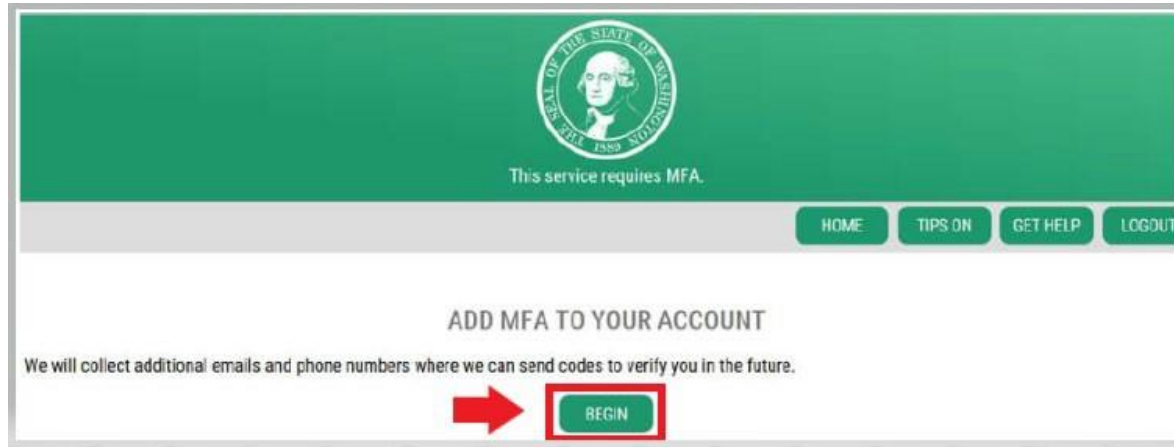 THE SEAL OF THE STATE OF WASHINGTON
1889
This service requires MFA.
HOME TIPS ON GET HELP LOGOUT
ADD MFA TO YOUR ACCOUNT
We will collect additional emails and phone numbers where we can send codes to verify you in the future.
BEGIN